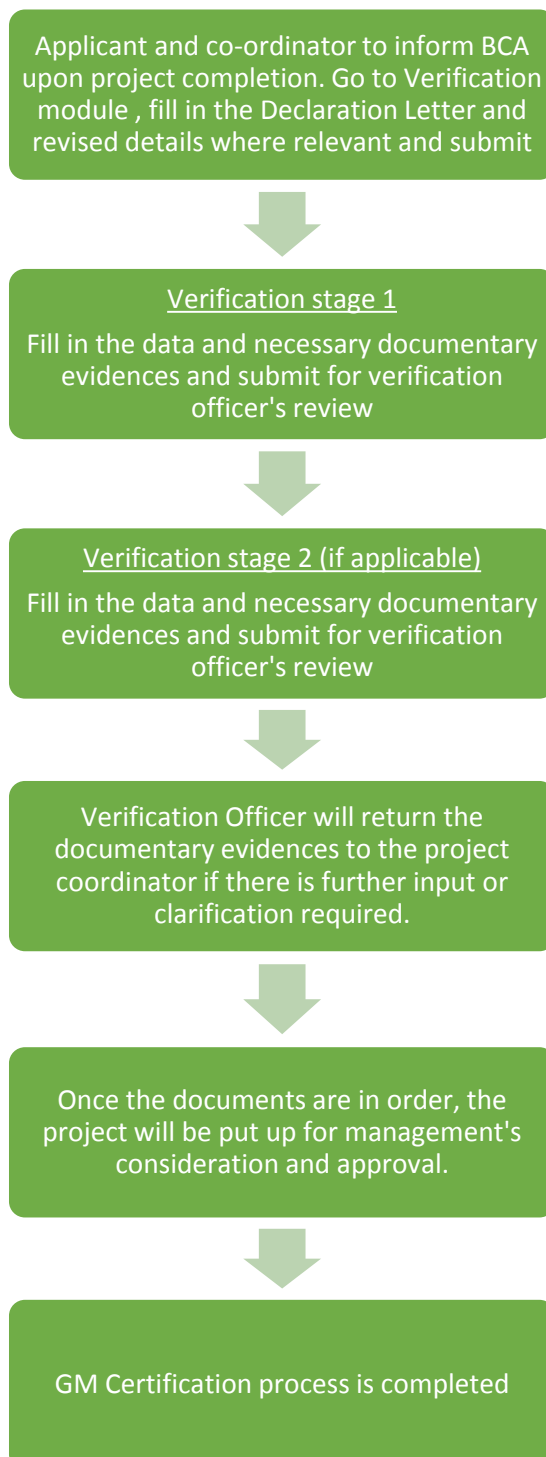 Applicant and co-ordinator to inform BCA
upon project completion. Go to Verification
module , fill in the Declaration Letter and
revised details where relevant and submit
Verification stage 1
Fill in the data and necessary documentary
evidences and submit for verification
officer's review
Verification stage 2 (if applicable)
Fill in the data and necessary documentary
evidences and submit for verification
officer's review
Verification Officer will return the
documentary evidences to the project
coordinator if there is further input or
clarification required.
Once the documents are in order, the
project will be put up for management's
consideration and approval.
GM Certification process is completed